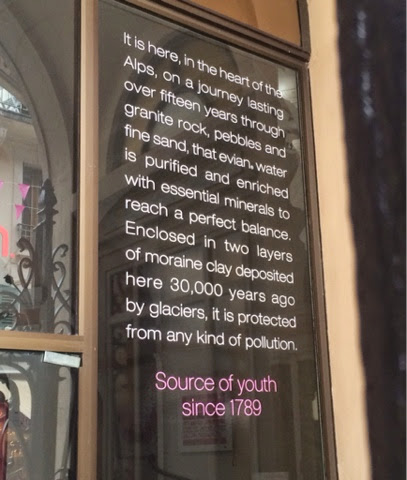 It is here, in the heart of the
Alps, on a journey lasting
over fifteen years through
granite rock, pebbles and
fine sand, that evian® water
is purified and enriched
with essential minerals to
reach a perfect balance.
Enclosed in two layers
of moraine clay deposited
here 30,000 years ago
by glaciers, it is protected
from any kind of pollution.
Source of youth
since 1789